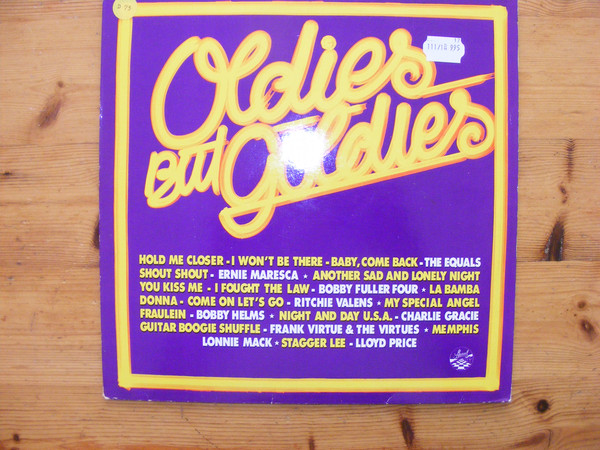 Oldies
But Goldies
HOLD ME CLOSER - I WON'T BE THERE - BABY, COME BACK - THE EQUALS
SHOUT SHOUT - ERNIE MARESCA ★ ANOTHER SAD AND LONELY NIGHT
YOU KISS ME - I FOUGHT THE LAW - BOBBY FULLER FOUR ★ LA BAMBA
DONNA - COME ON LET'S GO - RITCHIE VALENS ★ MY SPECIAL ANGEL
FRAULEIN - BOBBY HELMS ★ NIGHT AND DAY U.S.A. - CHARLIE GRACIE
GUITAR BOOGIE SHUFFLE - FRANK VIRTUE & THE VIRTUES ★ MEMPHIS
LONNIE MACK ★ STAGGER LEE - LLOYD PRICE